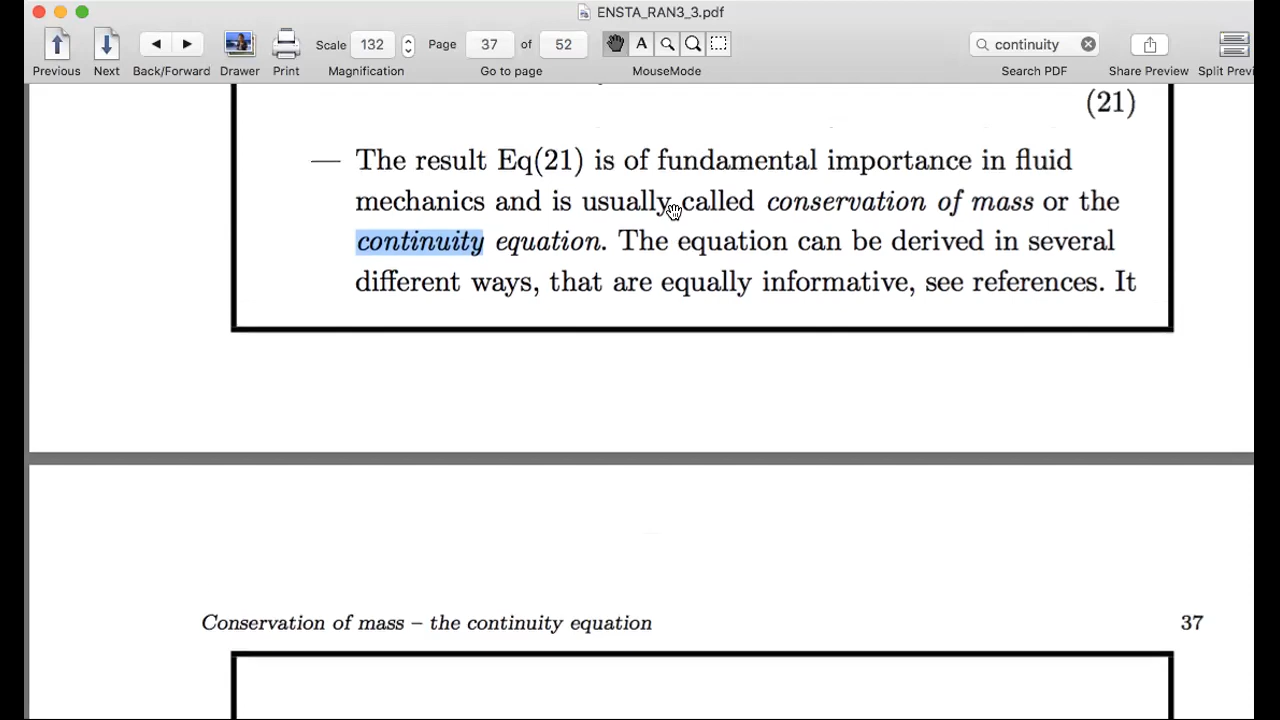 ENSTA_RAN3_3.pdf
Scale 132 Page 37 of 52 A continuity
Previous Next Back/Forward Drawer Print Magnification Go to page MouseMode Search PDF Share Preview Split Previ
(21)
— The result Eq(21) is of fundamental importance in fluid
mechanics and is usually called conservation of mass or the
continuity equation. The equation can be derived in several
different ways, that are equally informative, see references. It
Conservation of mass – the continuity equation 37